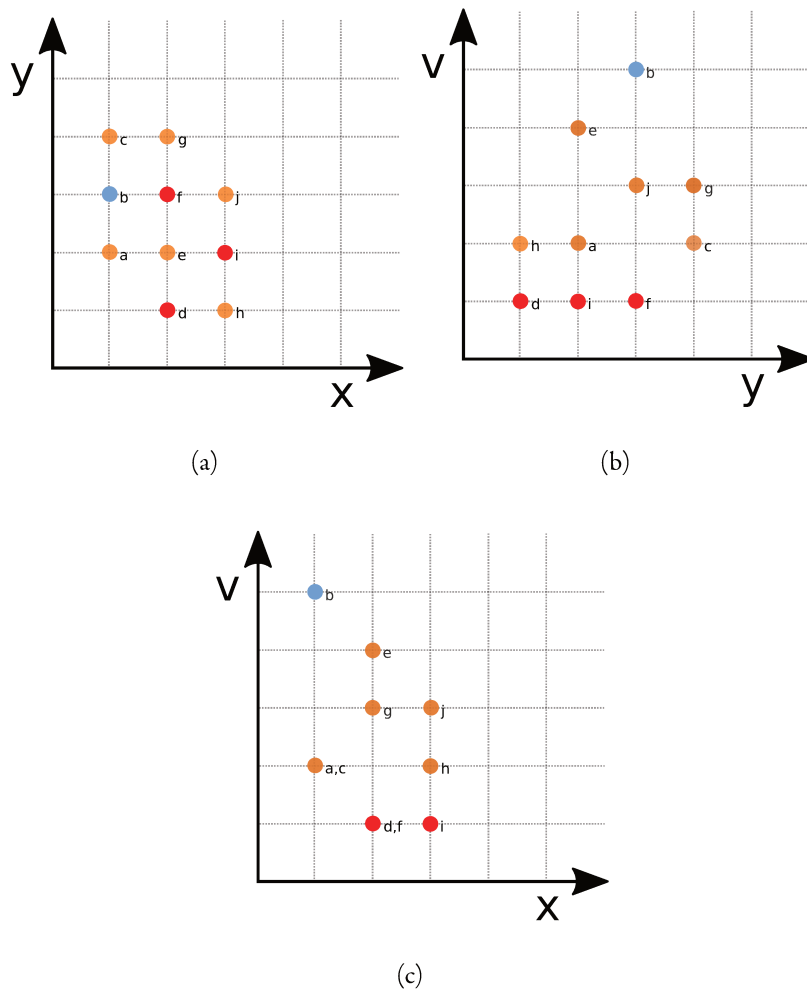 y
c g
b f j
a e i
d h
x
(a)
v
b
e
j g
h a c
d i f
y
(b)
v
b
e
g j
a,c h
d,f i
x
(c)